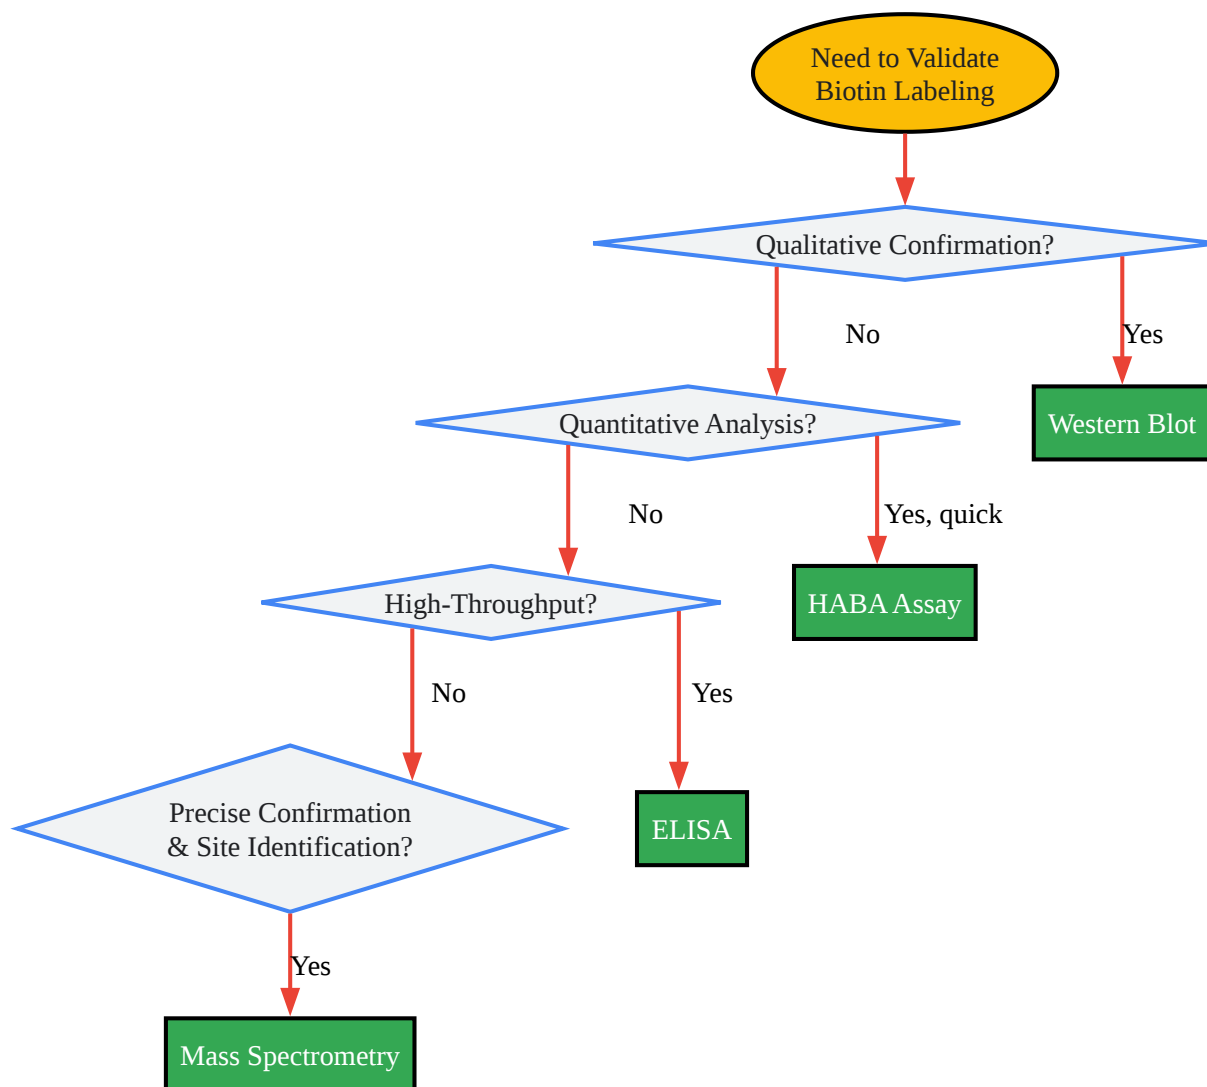 Need to Validate
Biotin Labeling
Qualitative Confirmation?
No
Yes
Quantitative Analysis?
Western Blot
No
Yes, quick
High-Throughput?
HABA Assay
No
Yes
Precise Confirmation
& Site Identification?
ELISA
Yes
Mass Spectrometry